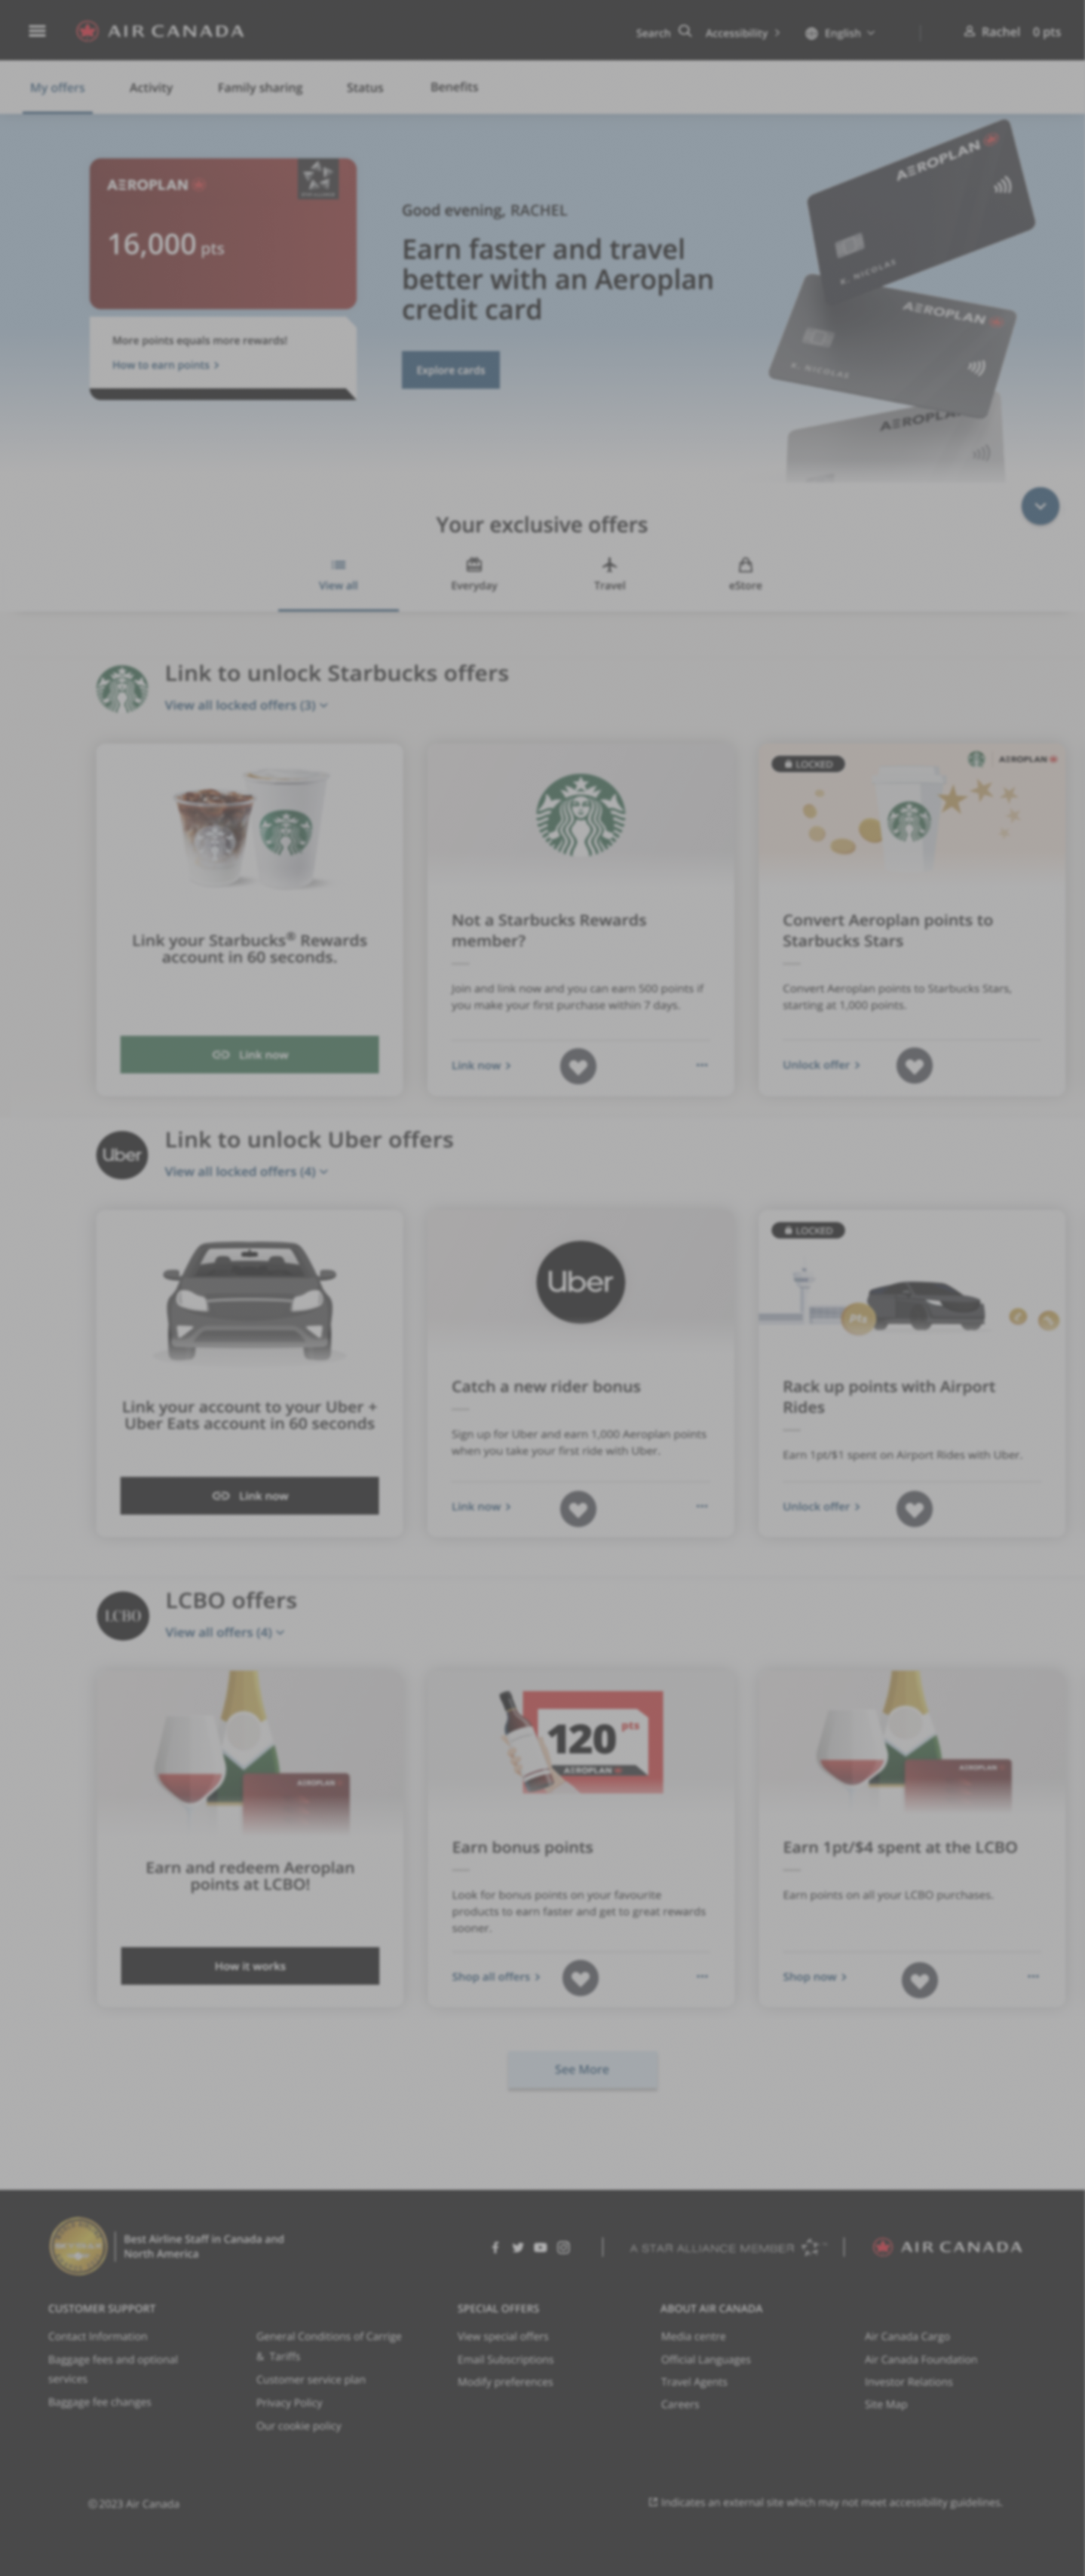 AIR CANADA
Search
Accessibility
English
Rachel 0 pts
My offers
Activity
Family sharing
Status
Benefits
AEROPLAN
16,000 pts
More points equals more rewards!
How to earn points
Good evening, RACHEL
Earn faster and travel
better with an Aeroplan
credit card
Explore cards
AEROPLAN
K. NICOLAS
AEROPLAN
K. NICOLAS
AEROPLAN
Your exclusive offers
View all
Everyday
Travel
eStore
Link to unlock Starbucks offers
View all locked offers (3)
Link your Starbucks® Rewards
account in 60 seconds.
Link now
Not a Starbucks Rewards
member?
Join and link now and you can earn 500 points if
you make your first purchase within 7 days.
Link now
LOCKED
AEROPLAN
Convert Aeroplan points to
Starbucks Stars
Convert Aeroplan points to Starbucks Stars,
starting at 1,000 points.
Unlock offer
Uber
Link to unlock Uber offers
View all locked offers (4)
Link your account to your Uber +
Uber Eats account in 60 seconds
Link now
Uber
Catch a new rider bonus
Sign up for Uber and earn 1,000 Aeroplan points
when you take your first ride with Uber.
Link now
LOCKED
Pts
Rack up points with Airport
Rides
Earn 1pt/$1 spent on Airport Rides with Uber.
Unlock offer
LCBO
LCBO offers
View all offers (4)
AEROPLAN
Earn and redeem Aeroplan
points at LCBO!
How it works
120 pts
AEROPLAN
Earn bonus points
Look for bonus points on your favourite
products to earn faster and get to great rewards
sooner.
Shop all offers
AEROPLAN
Earn 1pt/$4 spent at the LCBO
Earn points on all your LCBO purchases.
Shop now
See More
Best Airline Staff in Canada and
North America
A STAR ALLIANCE MEMBER
AIR CANADA
CUSTOMER SUPPORT
Contact Information
Baggage fees and optional
services
Baggage fee changes
General Conditions of Carrige
& Tariffs
Customer service plan
Privacy Policy
Our cookie policy
SPECIAL OFFERS
View special offers
Email Subscriptions
Modify preferences
ABOUT AIR CANADA
Media centre
Official Languages
Travel Agents
Careers
Air Canada Cargo
Air Canada Foundation
Investor Relations
Site Map
©2023 Air Canada
Indicates an external site which may not meet accessibility guidelines.